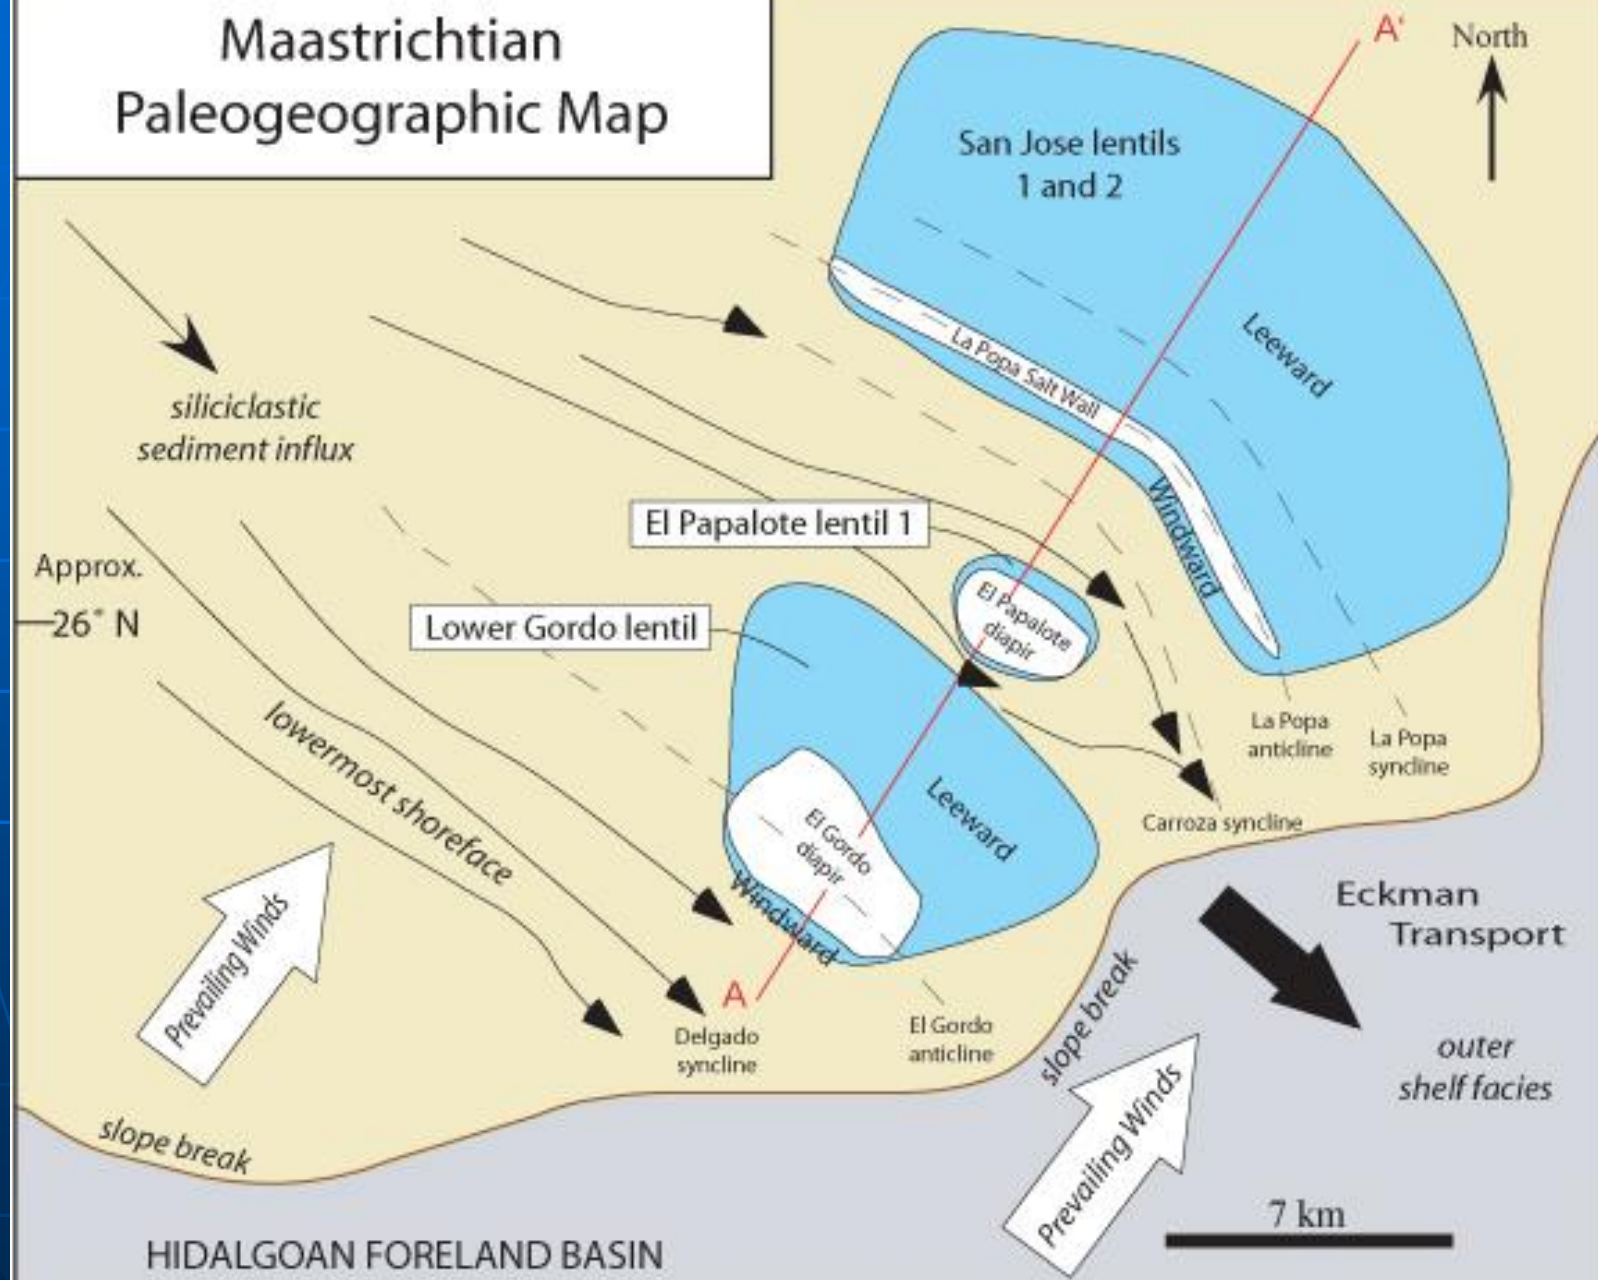 Maastrichtian
Paleogeographic Map
A'
North
San Jose lentils
1 and 2
Leeward
La Popa Salt Wall
Windward
siliciclastic
sediment influx
El Papalote lentil 1
Approx.
26° N
Lower Gordo lentil
El Papalote
diapir
La Popa
anticline
La Popa
syncline
Carroza syncline
lowermost shoreface
Leeward
El Gordo
diapir
Windward
Prevailing Winds
A
Delgado
syncline
El Gordo
anticline
Eckman
Transport
slope break
outer
shelf facies
slope break
Prevailing Winds
7 km
HIDALGOAN FORELAND BASIN